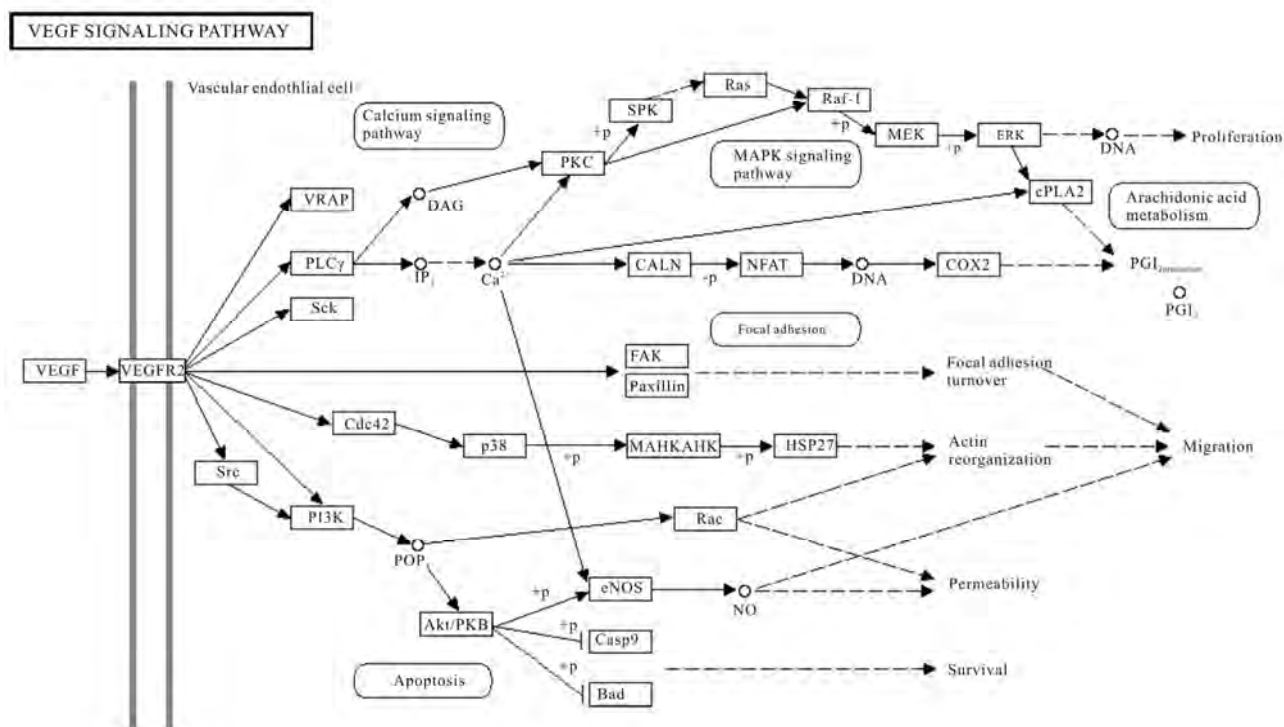 VEGF SIGNALING PATHWAY
Vascular endothlial cell
Calcium signaling
pathway
Ras
SPK
Raf-1
+p
+p
MEK
+p
ERK
DNA
Proliferation
PKC
MAPK signaling
pathway
VRAP
DAG
cPLA2
Arachidonic acid
metabolism
PLCγ
IP3
Ca2+
CALN
-p
NFAT
DNA
COX2
PGI
PGI
Sck
Focal adhesion
VEGF
VEGFR2
FAK
Paxillin
Focal adhesion
turnover
Cdc42
p38
+p
MAHKAHK
+p
HSP27
Actin
reorganization
Migration
Src
PI3K
POP
Rac
+p
eNOS
NO
Permeability
Akt/PKB
+p
Casp9
+p
Bad
Survival
Apoptosis